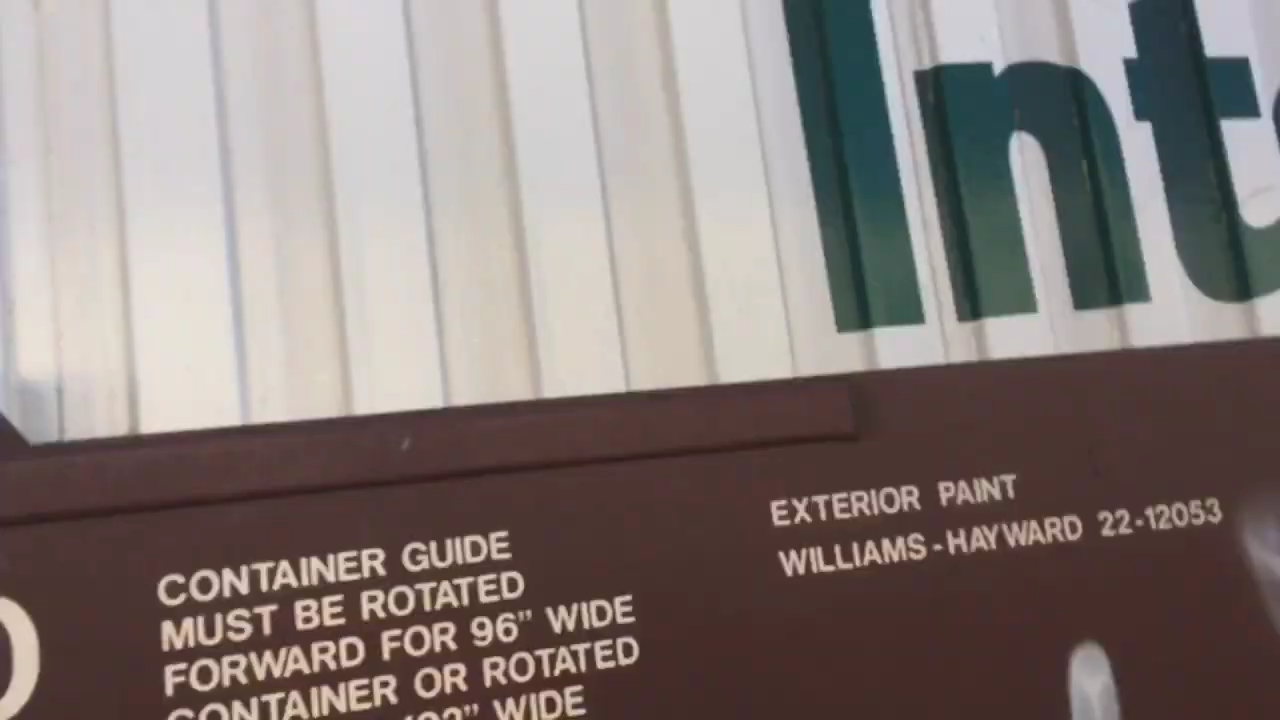 Int
EXTERIOR PAINT
WILLIAMS-HAYWARD 22-12053
CONTAINER GUIDE
MUST BE ROTATED
FORWARD FOR 96" WIDE
CONTAINER OR ROTATED
WIDE